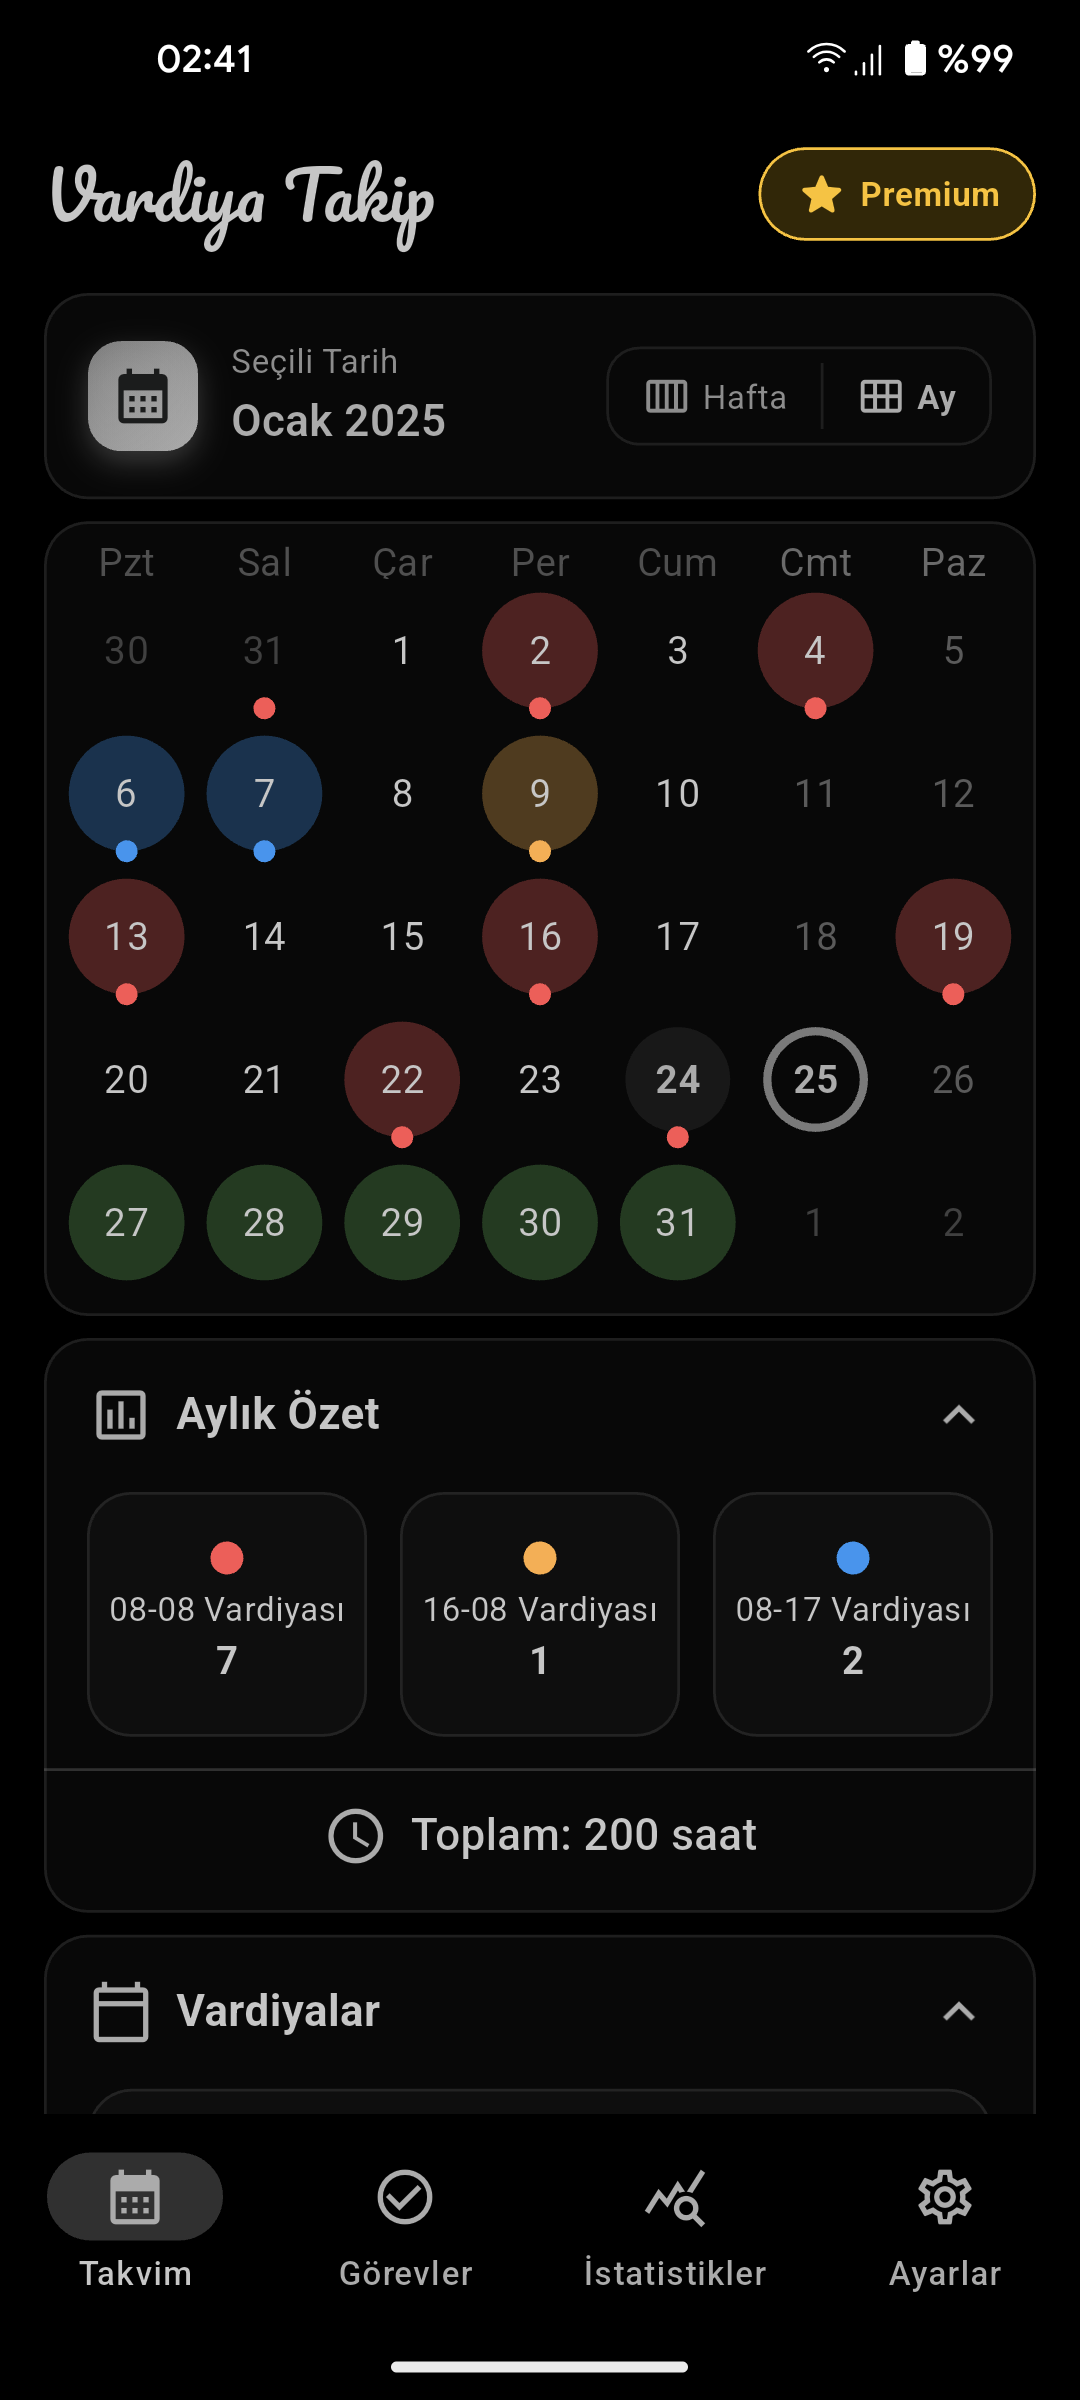 02:41 %99
Vardiya Takip
Premium
Seçili Tarih
Ocak 2025
Hafta Ay
Pzt Sal Çar Per Cum Cmt Paz
30 31 1 2 3 4 5
6 7 8 9 10 11 12
13 14 15 16 17 18 19
20 21 22 23 24 25 26
27 28 29 30 31 1 2
Aylık Özet
08-08 Vardiyası 16-08 Vardiyası 08-17 Vardiyası
7 1 2
Toplam: 200 saat
Vardiyalar
Takvim Görevler İstatistikler Ayarlar